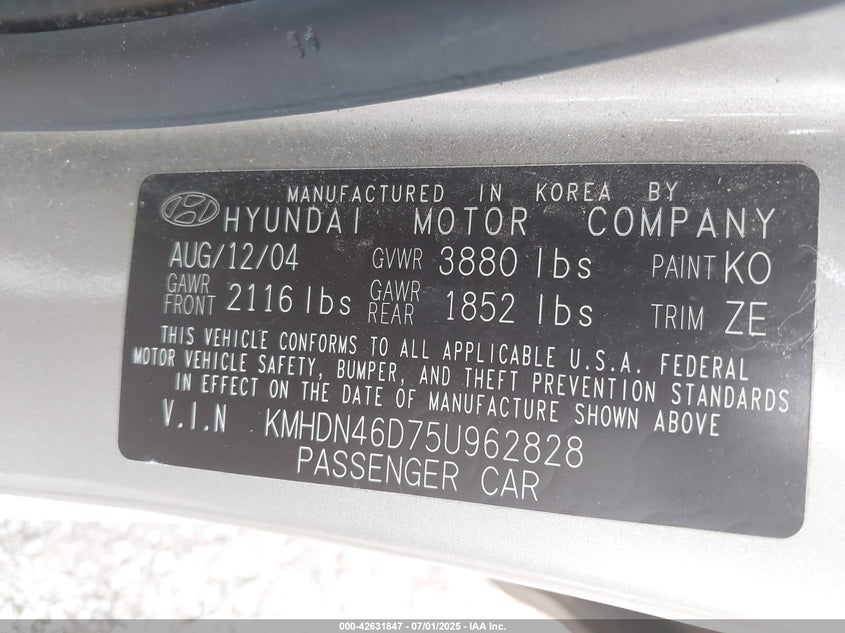 MANUFACTURED IN KOREA BY
HYUNDAI MOTOR COMPANY
AUG/12/04 GVWR 3880 lbs PAINT KO
GAWR FRONT 2116 lbs GAWR REAR 1852 lbs TRIM ZE
THIS VEHICLE CONFORMS TO ALL APPLICABLE U.S.A. FEDERAL
MOTOR VEHICLE SAFETY, BUMPER, AND THEFT PREVENTION STANDARDS
IN EFFECT ON THE DATE OF MANUFACTURE SHOWN ABOVE
V.I.N KMHDN46D75U962828
PASSENGER CAR
000-42631847 - 07/01/2025 - IAA Inc.